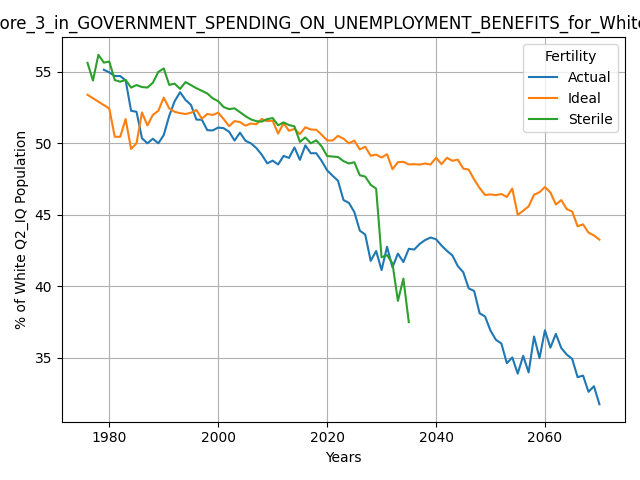 ore_3_in_GOVERNMENT_SPENDING_ON_UNEMPLOYMENT_BENEFITS_for_White
% of White Q2_IQ Population
55
50
45
40
35
Fertility
Actual
Ideal
Sterile
1980
2000
2020
2040
2060
Years